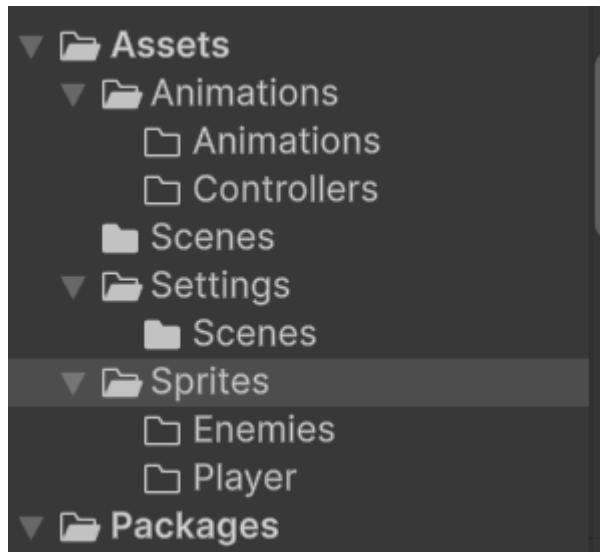 Assets
Animations
Animations
Controllers
Scenes
Settings
Scenes
Sprites
Enemies
Player
Packages